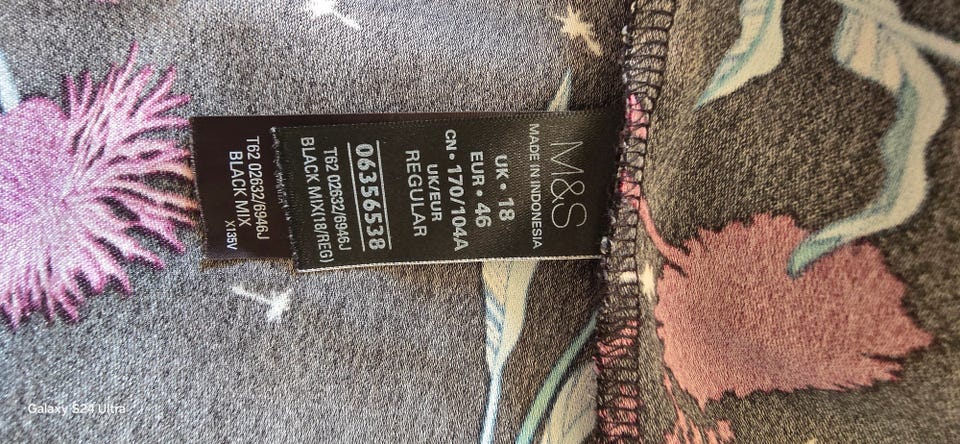 M&S
MADE IN INDONESIA
UK • 18
EUR • 46
CN • 170/104A
UK/EUR
REGULAR
06356538
T62 02632/6946J
BLACK MIX(18/REG)
T62 02632/6946J
BLACK MIX
X135V
Galaxy S24 Ultra